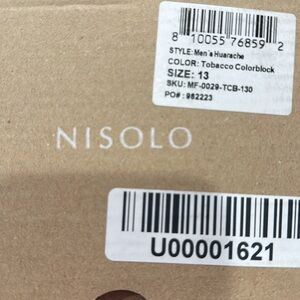 8 10055 76859 2
STYLE: Men's Huarache
COLOR: Tobacco Colorblock
SIZE: 13
SKU: MF-0029-TCB-130
PO# : 962223
NISOLO
U00001621